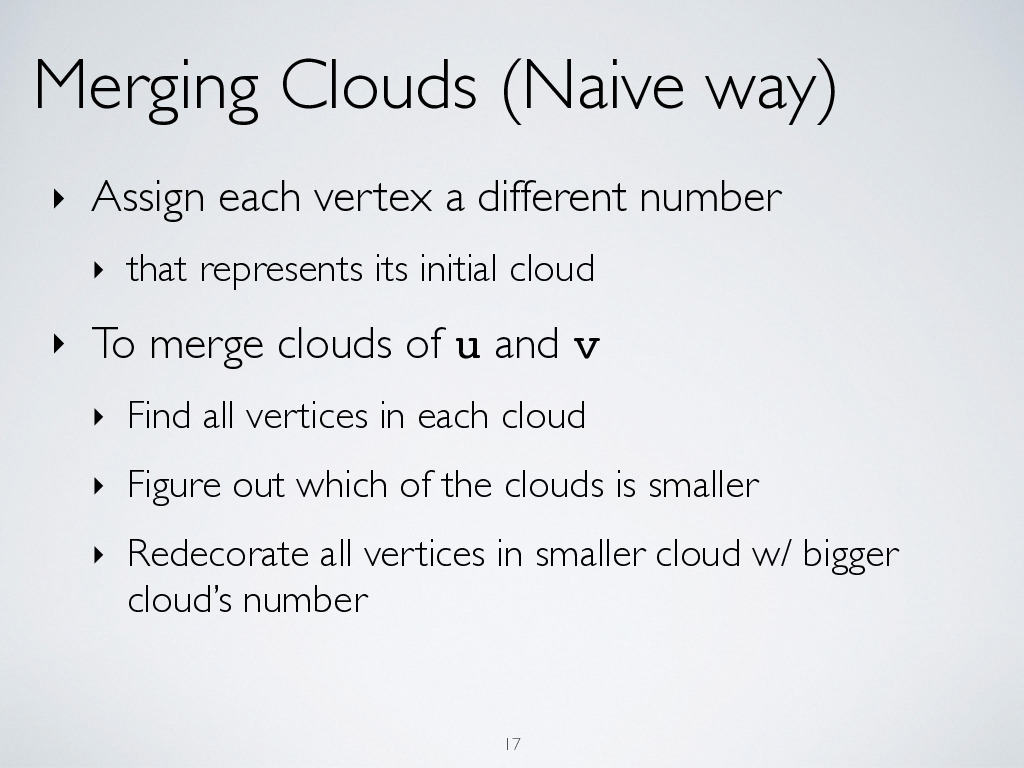 Merging Clouds (Naive way)
‣ Assign each vertex a different number
‣ that represents its initial cloud
‣ To merge clouds of u and v
‣ Find all vertices in each cloud
‣ Figure out which of the clouds is smaller
‣ Redecorate all vertices in smaller cloud w/ bigger
cloud’s number
17